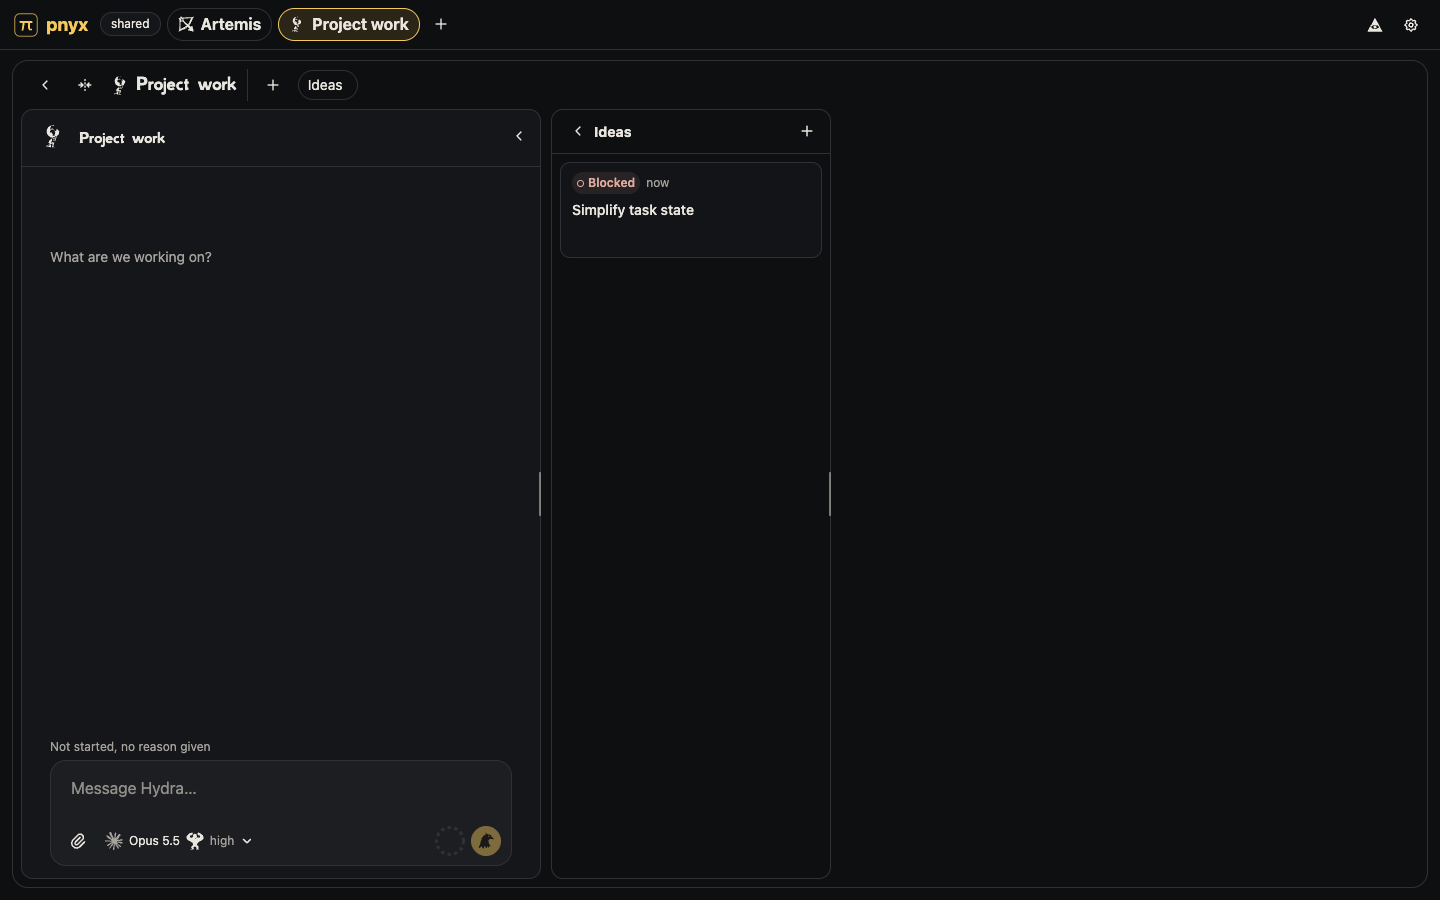 π pnyx shared Artemis Project work
Project work Ideas
Project work
Ideas
Blocked now
Simplify task state
What are we working on?
Not started, no reason given
Message Hydra...
Opus 5.5 high